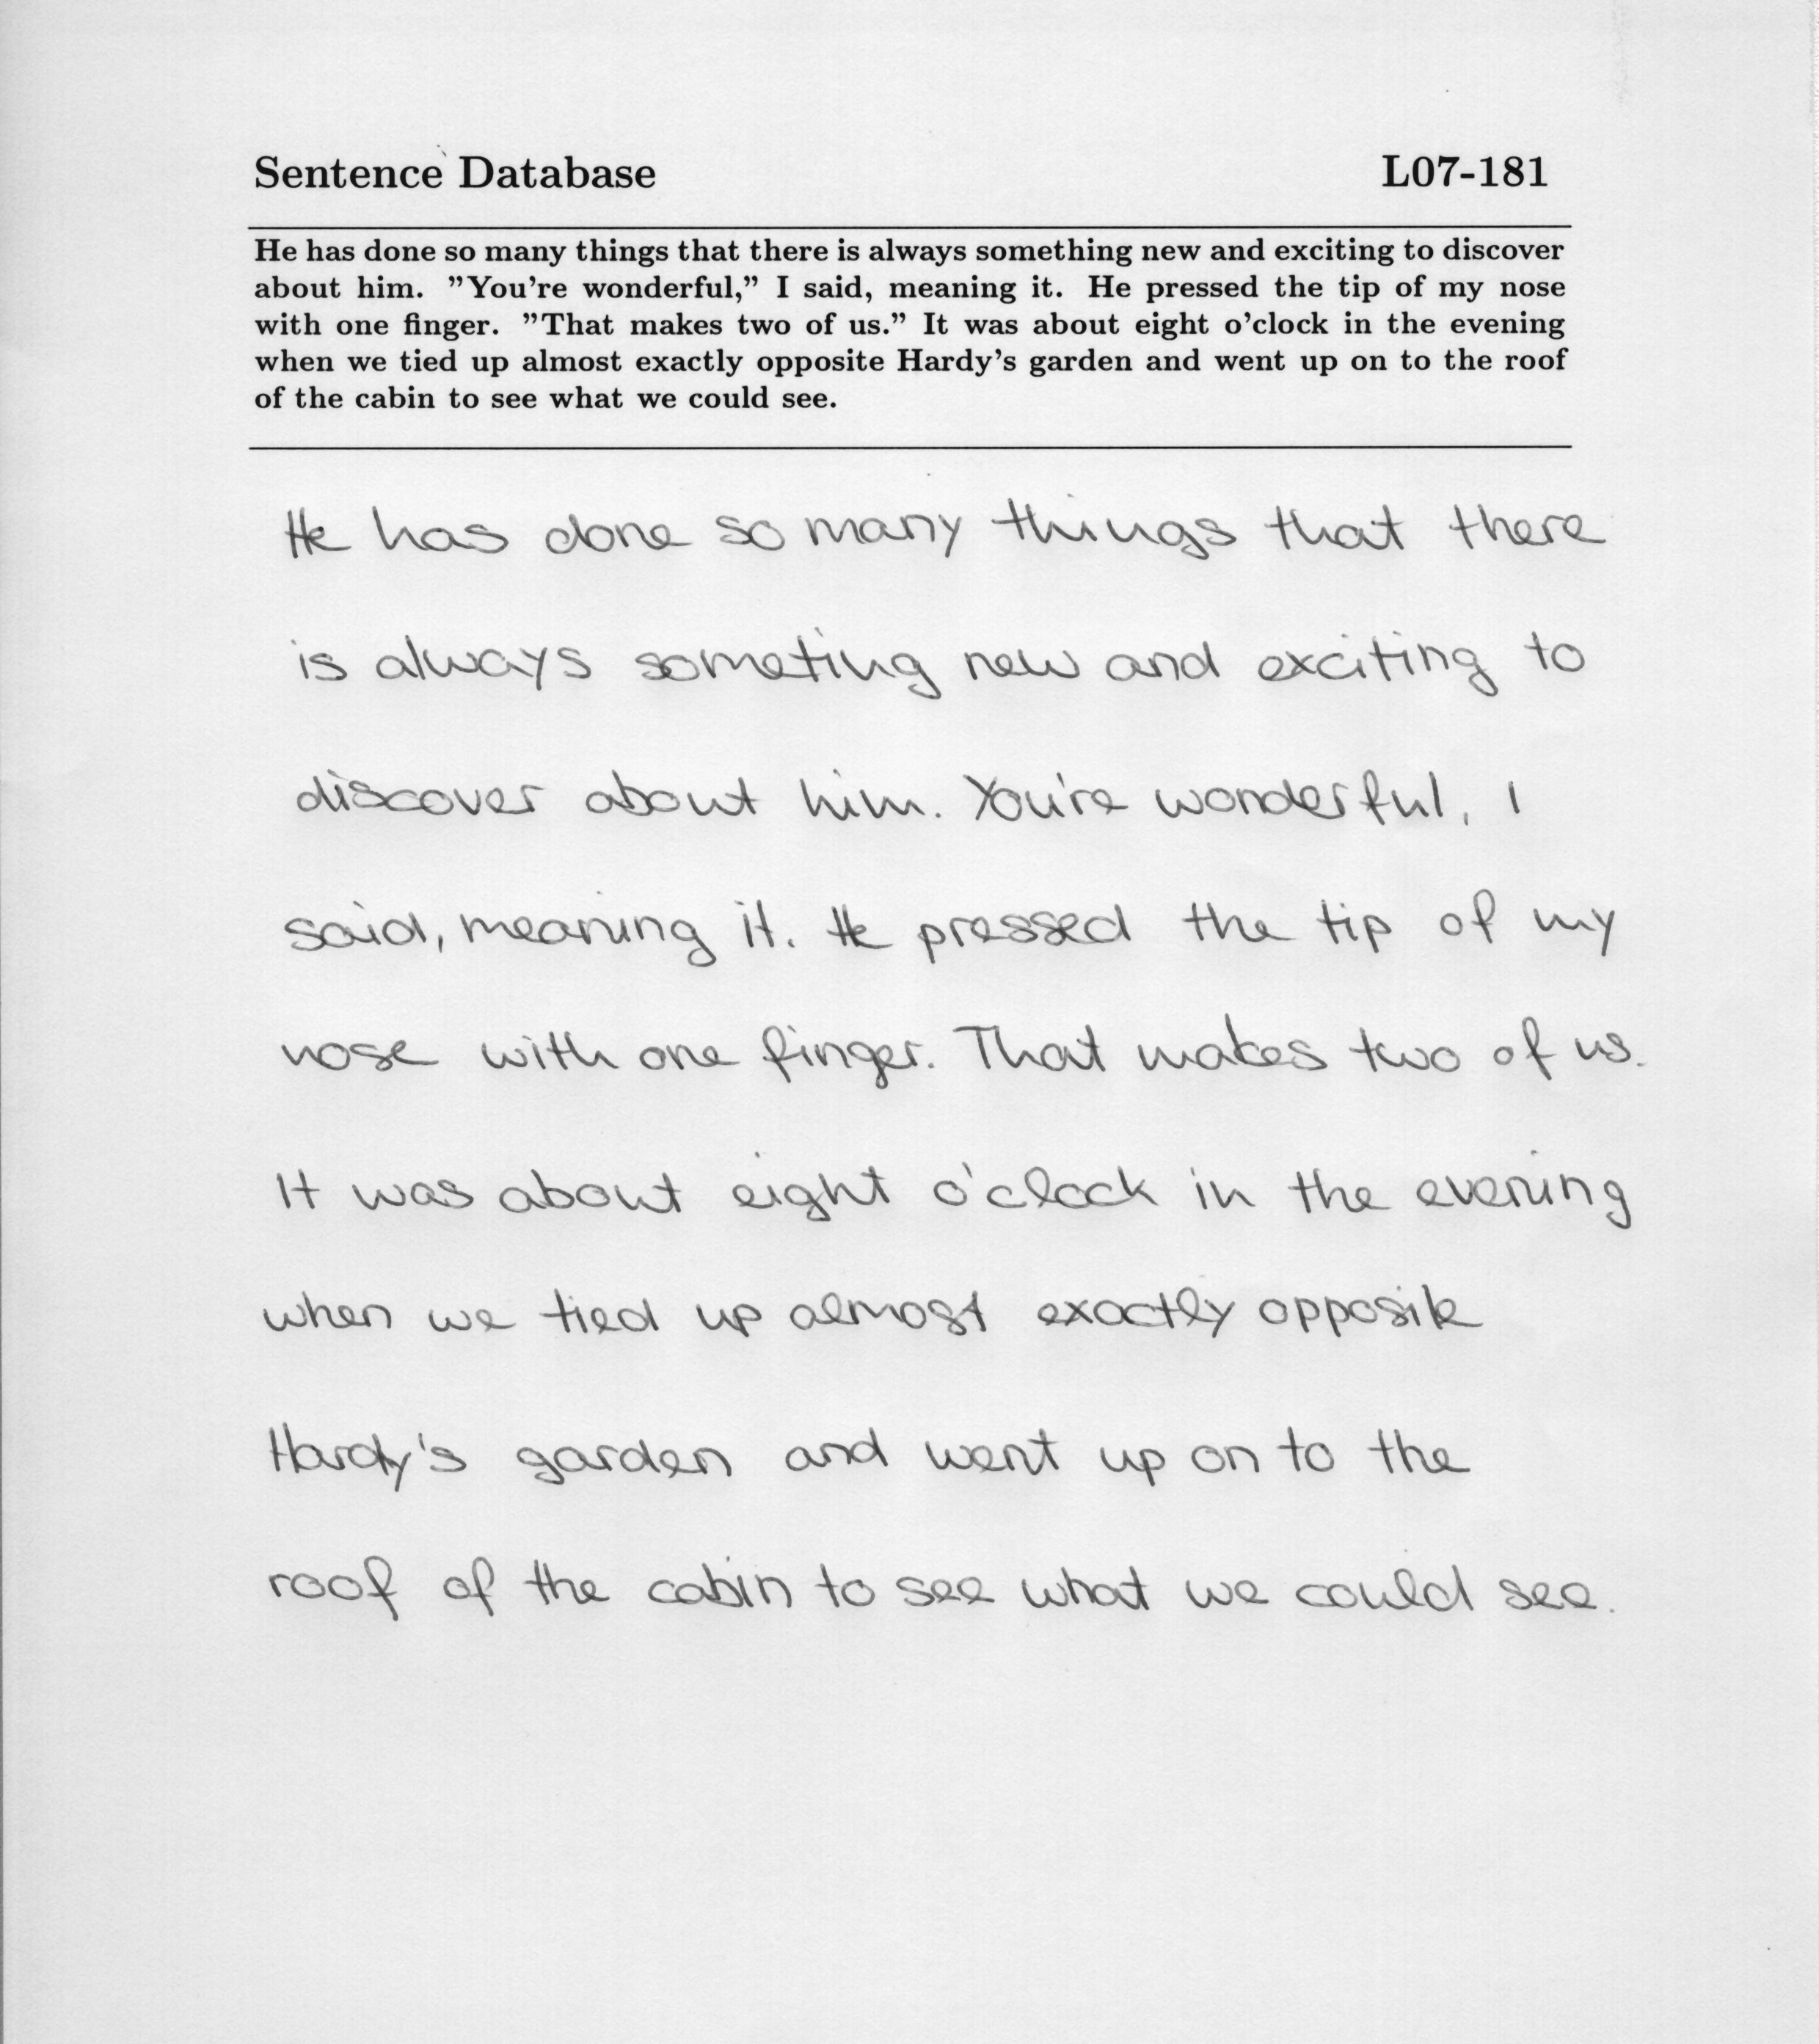 Sentence Database L07-181
He has done so many things that there is always something new and exciting to discover
about him. ”You’re wonderful,” I said, meaning it. He pressed the tip of my nose
with one finger. ”That makes two of us.” It was about eight o’clock in the evening
when we tied up almost exactly opposite Hardy’s garden and went up on to the roof
of the cabin to see what we could see.
He has done so many things that there
is always someting new and exciting to
discover about him. You're wonderful, I
said, meaning it. He pressed the tip of my
nose with one finger. That makes two of us.
It was about eight o'clock in the evening
when we tied up almost exactly opposite
Hardy's garden and went up on to the
roof of the cabin to see what we could see.